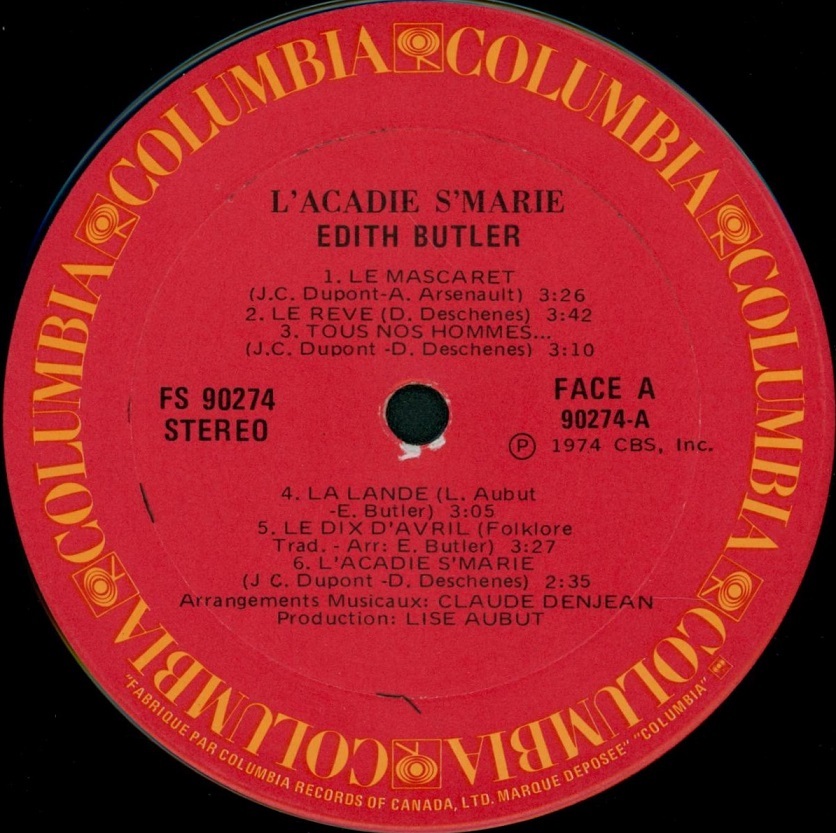 COLUMBIA COLUMBIA COLUMBIA COLUMBIA COLUMBIA COLUMBIA COLUMBIA COLUMBIA
L'ACADIE S'MARIE
EDITH BUTLER
1. LE MASCARET
(J.C. Dupont-A. Arsenault) 3:26
2. LE REVE (D. Deschenes) 3:42
3. TOUS NOS HOMMES...
(J.C. Dupont -D. Deschenes) 3:10
FS 90274
STEREO
FACE A
90274-A
Ⓟ 1974 CBS, Inc.
4. LA LANDE (L. Aubut
-E. Butler) 3:05
5. LE DIX D'AVRIL (Folklore
Trad. - Arr: E. Butler) 3:27
6. L'ACADIE S'MARIE
(J C. Dupont -D. Deschenes) 2:35
Arrangements Musicaux: CLAUDE DENJEAN
Production: LISE AUBUT
"FABRIQUE PAR COLUMBIA RECORDS OF CANADA, LTD. MARQUE DEPOSEE" "COLUMBIA"